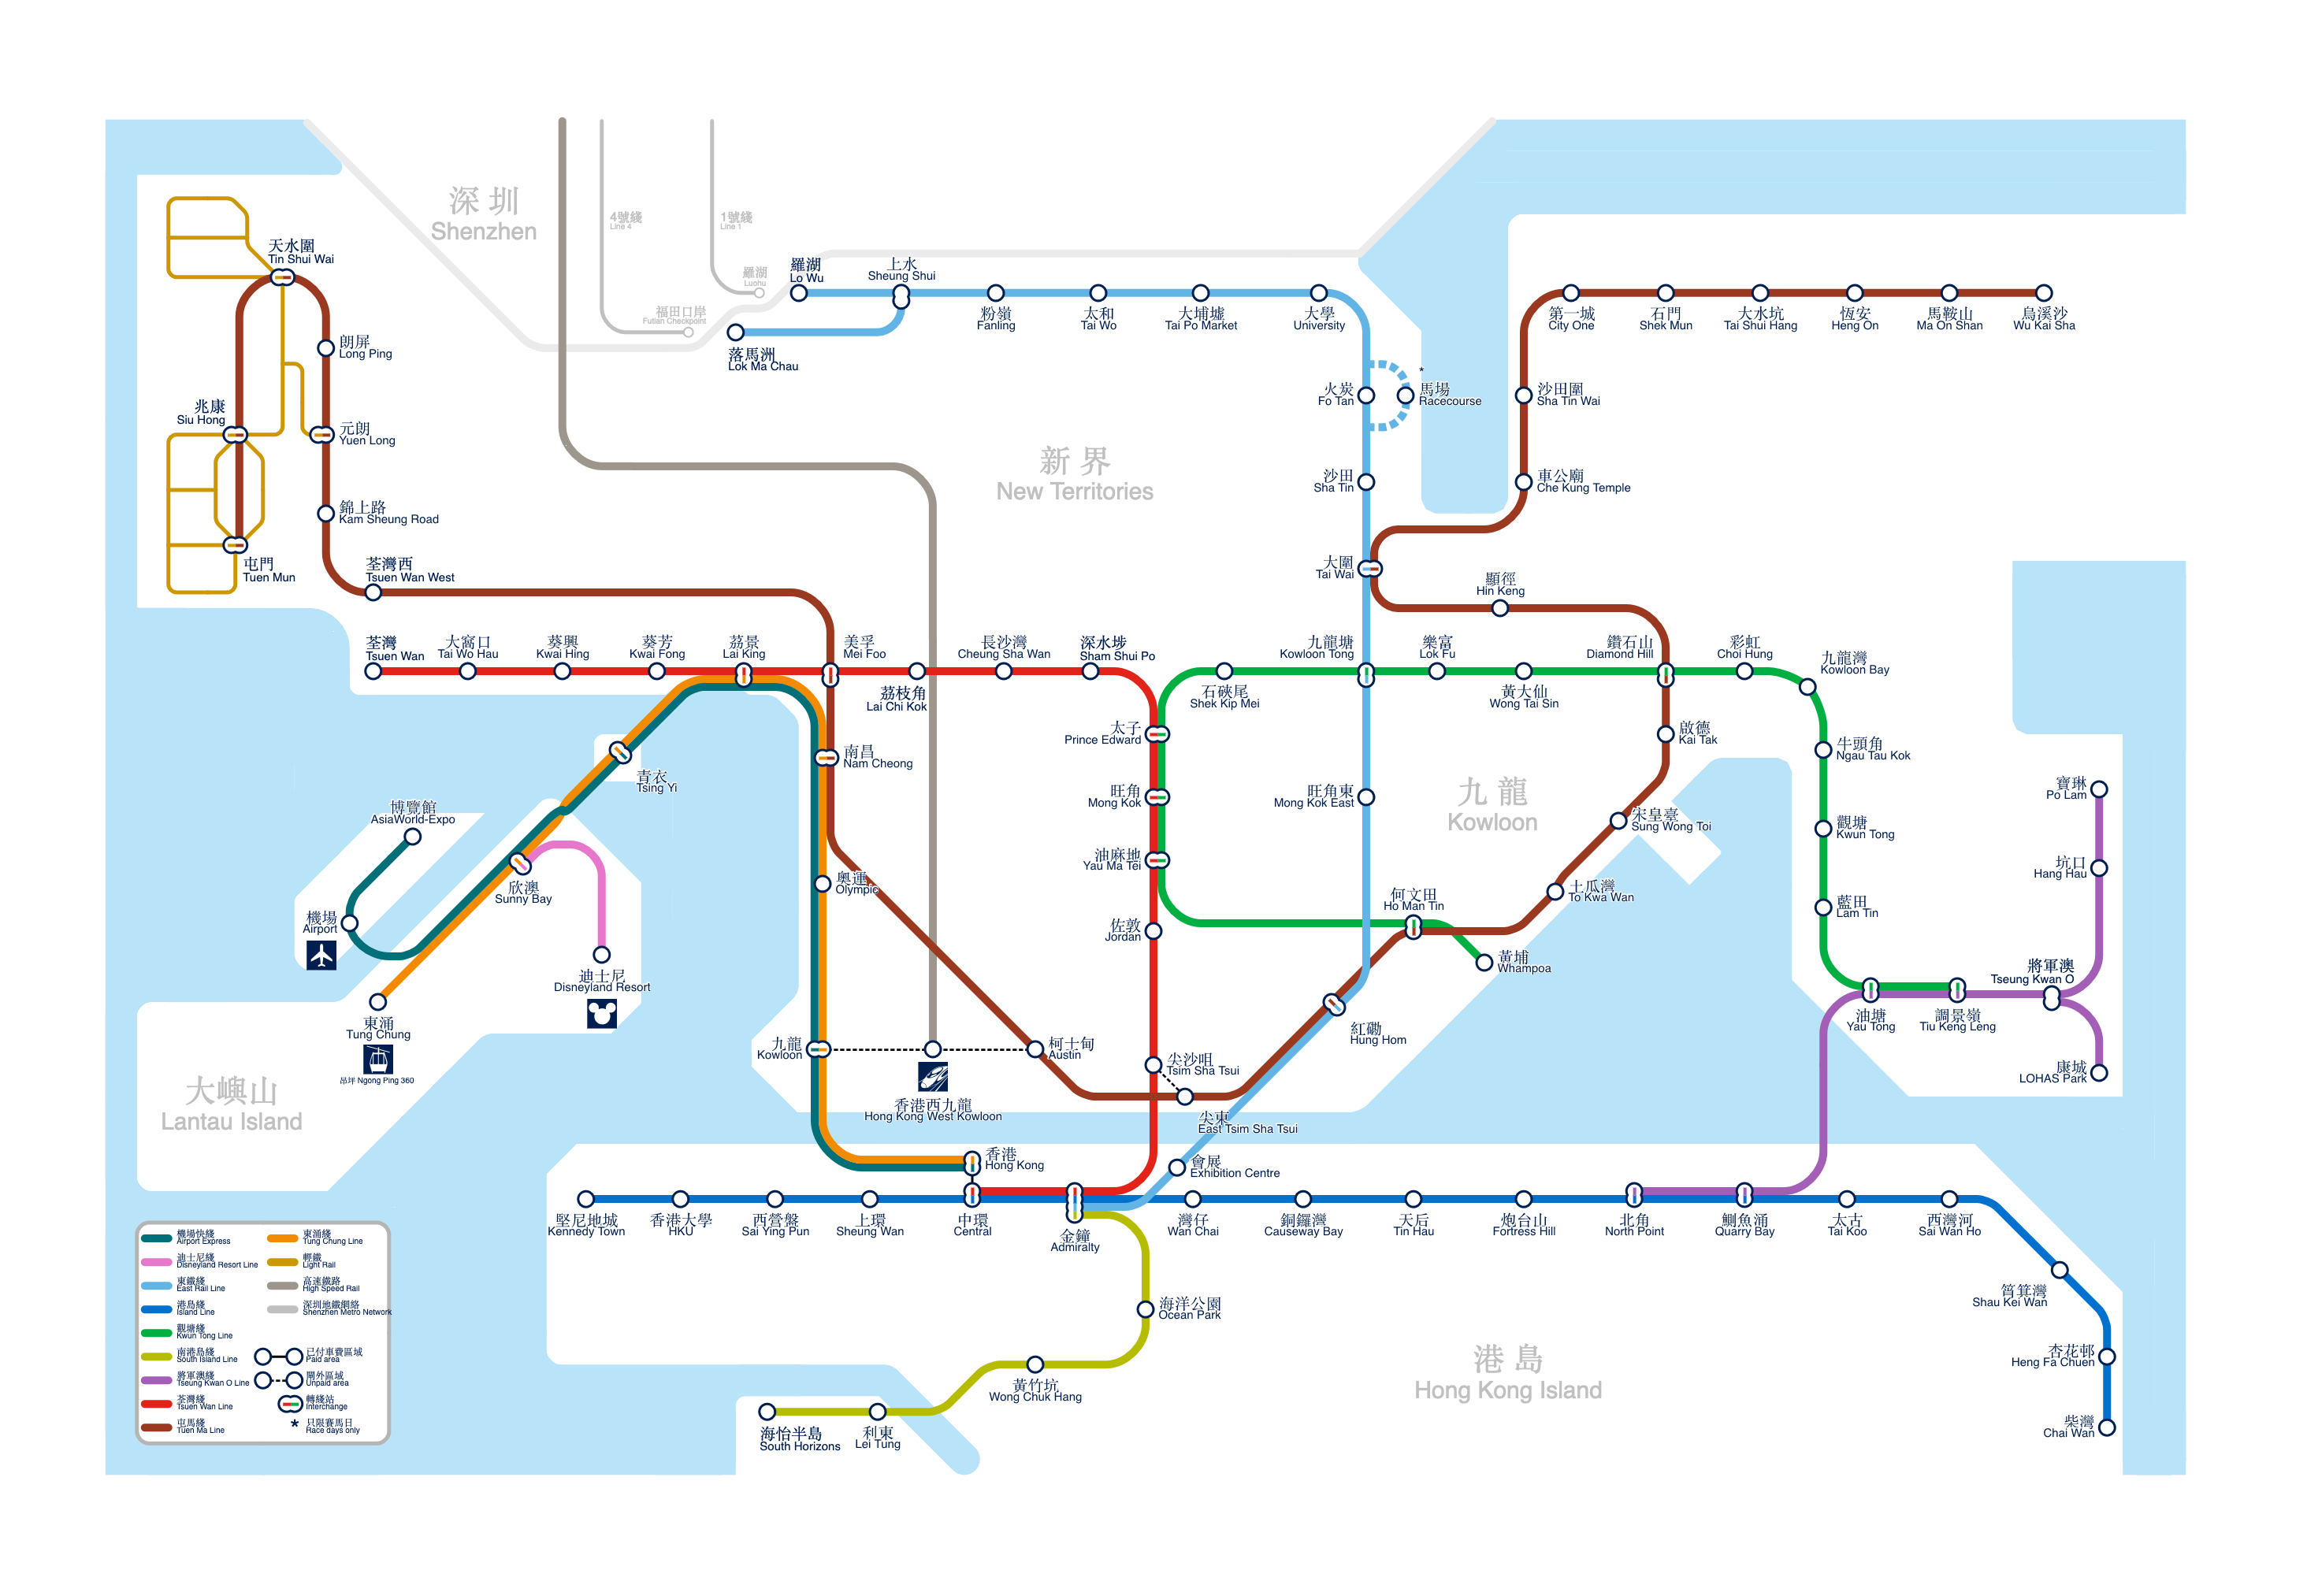 深圳
Shenzhen
4號綫
Line 4
1號綫
Line 1
羅湖
Luohu
福田口岸
Futian Checkpoint
天水圍
Tin Shui Wai
朗屏
Long Ping
兆康
Siu Hong
元朗
Yuen Long
錦上路
Kam Sheung Road
屯門
Tuen Mun
荃灣西
Tsuen Wan West
羅湖
Lo Wu
上水
Sheung Shui
落馬洲
Lok Ma Chau
粉嶺
Fanling
太和
Tai Wo
大埔墟
Tai Po Market
大學
University
火炭
Fo Tan
*
馬場
Racecourse
沙田
Sha Tin
大圍
Tai Wai
第一城
City One
石門
Shek Mun
大水坑
Tai Shui Hang
恆安
Heng On
馬鞍山
Ma On Shan
烏溪沙
Wu Kai Sha
沙田圍
Sha Tin Wai
車公廟
Che Kung Temple
顯徑
Hin Keng
新界
New Territories
荃灣
Tsuen Wan
大窩口
Tai Wo Hau
葵興
Kwai Hing
葵芳
Kwai Fong
荔景
Lai King
美孚
Mei Foo
荔枝角
Lai Chi Kok
長沙灣
Cheung Sha Wan
深水埗
Sham Shui Po
石硤尾
Shek Kip Mei
九龍塘
Kowloon Tong
樂富
Lok Fu
黃大仙
Wong Tai Sin
鑽石山
Diamond Hill
彩虹
Choi Hung
九龍灣
Kowloon Bay
太子
Prince Edward
旺角
Mong Kok
油麻地
Yau Ma Tei
佐敦
Jordan
尖沙咀
Tsim Sha Tsui
尖東
East Tsim Sha Tsui
旺角東
Mong Kok East
九龍
Kowloon
啟德
Kai Tak
宋皇臺
Sung Wong Toi
土瓜灣
To Kwa Wan
何文田
Ho Man Tin
黃埔
Whampoa
紅磡
Hung Hom
牛頭角
Ngau Tau Kok
觀塘
Kwun Tong
藍田
Lam Tin
油塘
Yau Tong
調景嶺
Tiu Keng Leng
將軍澳
Tseung Kwan O
寶琳
Po Lam
坑口
Hang Hau
康城
LOHAS Park
南昌
Nam Cheong
奧運
Olympic
九龍
Kowloon
柯士甸
Austin
香港西九龍
Hong Kong West Kowloon
青衣
Tsing Yi
博覽館
AsiaWorld-Expo
機場
Airport
欣澳
Sunny Bay
迪士尼
Disneyland Resort
東涌
Tung Chung
昂坪 Ngong Ping 360
大嶼山
Lantau Island
香港
Hong Kong
會展
Exhibition Centre
堅尼地城
Kennedy Town
香港大學
HKU
西營盤
Sai Ying Pun
上環
Sheung Wan
中環
Central
金鐘
Admiralty
灣仔
Wan Chai
銅鑼灣
Causeway Bay
天后
Tin Hau
炮台山
Fortress Hill
北角
North Point
鰂魚涌
Quarry Bay
太古
Tai Koo
西灣河
Sai Wan Ho
筲箕灣
Shau Kei Wan
杏花邨
Heng Fa Chuen
柴灣
Chai Wan
海洋公園
Ocean Park
黃竹坑
Wong Chuk Hang
利東
Lei Tung
海怡半島
South Horizons
港島
Hong Kong Island
機場快綫
Airport Express
迪士尼綫
Disneyland Resort Line
東鐵綫
East Rail Line
港島綫
Island Line
觀塘綫
Kwun Tong Line
南港島綫
South Island Line
將軍澳綫
Tseung Kwan O Line
荃灣綫
Tsuen Wan Line
屯馬綫
Tuen Ma Line
東涌綫
Tung Chung Line
輕鐵
Light Rail
高速鐵路
High Speed Rail
深圳地鐵網絡
Shenzhen Metro Network
已付車費區域
Paid area
閘外區域
Unpaid area
轉綫站
Interchange
* 只限賽馬日
Race days only